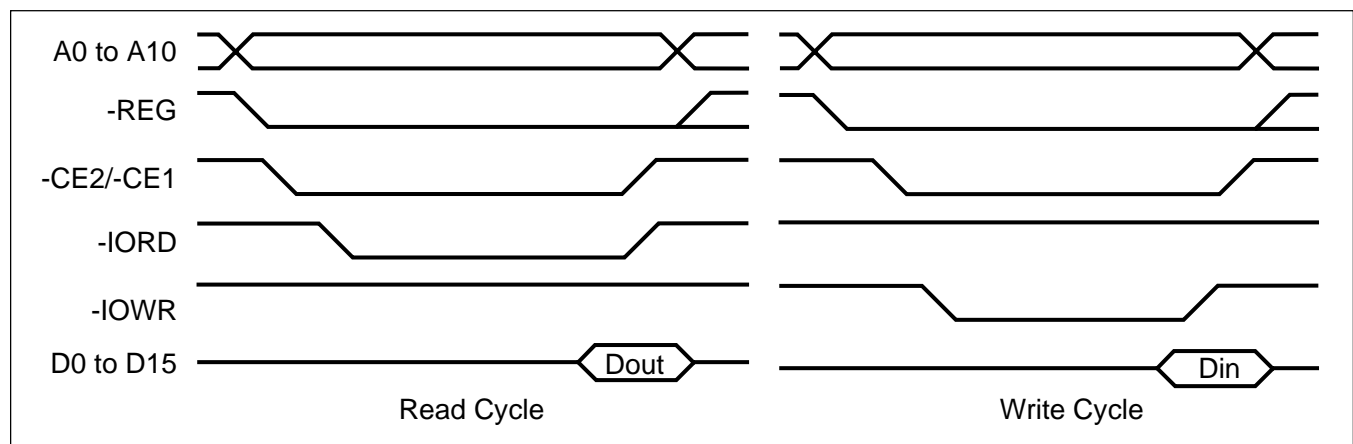 A0 to A10
-REG
-CE2/-CE1
-IORD
-IOWR
D0 to D15
Dout
Din
Read Cycle
Write Cycle